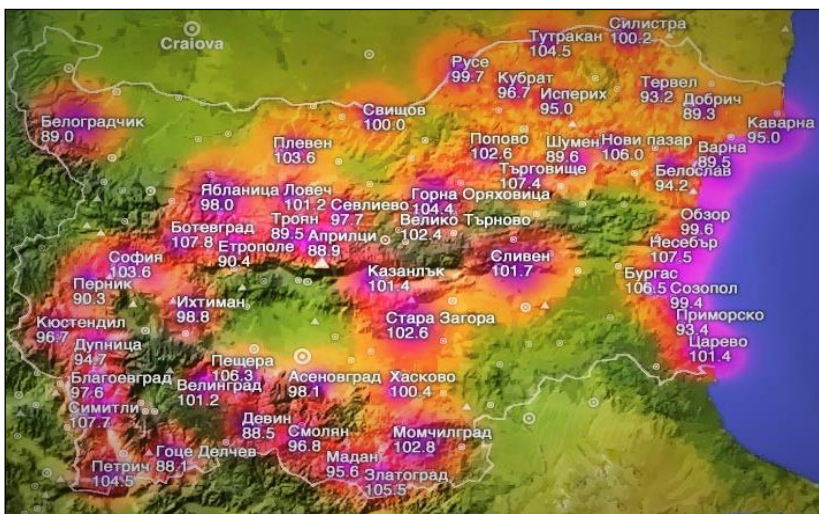 Силистра
100.2
Craiova
Тутракан
104.5
Русе
99.7
Кубрат
96.7
Исперих
95.0
Тервел
93.2
Добрич
89.3
Каварна
95.0
Белоградчик
89.0
Свищов
100.0
Плевен
103.6
Попово
102.6
Шумен
89.6
Нови пазар
106.0
Варна
89.5
Търговище
107.4
Белослав
94.2
Ябланица
98.0
Ловеч
101.2
Севлиево
97.7
Горна Оряховица
104.4
Троян
89.5
Велико Търново
102.4
Обзор
99.6
Ботевград
107.8
Етрополе
90.4
Априлци
88.9
Несебър
107.5
София
103.6
Сливен
101.7
Казанлък
101.4
Бургас
106.5
Перник
90.3
Созопол
99.4
Ихтиман
98.8
Кюстендил
96.7
Стара Загора
102.6
Приморско
93.4
Дупница
94.7
Царево
101.4
Пещера
106.3
Благоевград
97.6
Велинград
101.2
Асеновград
98.1
Хасково
100.4
Симитли
107.7
Девин
88.5
Смолян
96.8
Момчилград
102.8
Гоце Делчев
88.1
Петрич
104.5
Мадан
95.6
Златоград
105.5